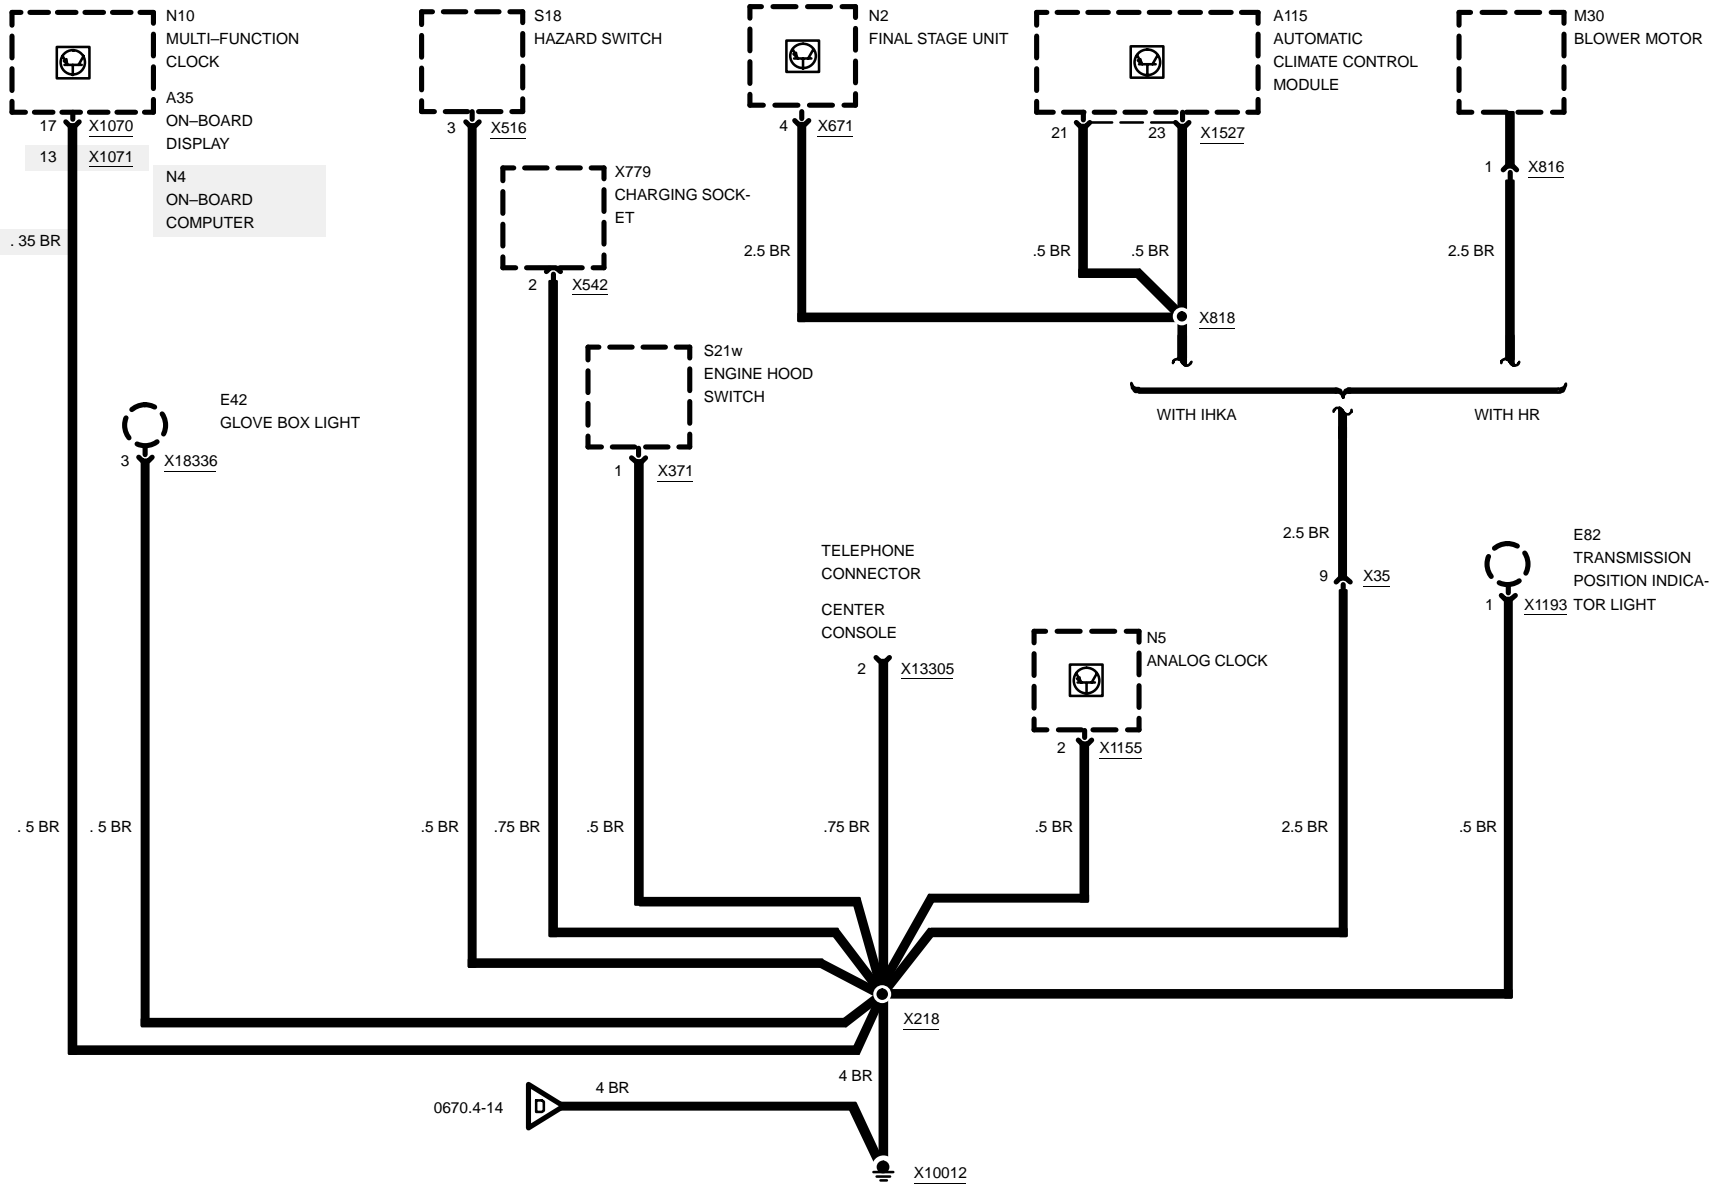 N10
MULTI–FUNCTION
CLOCK
A35
ON–BOARD
DISPLAY
17 X1070
13 X1071
N4
ON–BOARD
COMPUTER
. 35 BR
S18
HAZARD SWITCH
3 X516
X779
CHARGING SOCK-
ET
2 X542
N2
FINAL STAGE UNIT
4 X671
A115
AUTOMATIC
CLIMATE CONTROL
MODULE
21 23 X1527
M30
BLOWER MOTOR
1 X816
2.5 BR
.5 BR
.5 BR
2.5 BR
X818
S21w
ENGINE HOOD
SWITCH
1 X371
E42
GLOVE BOX LIGHT
3 X18336
WITH IHKA
WITH HR
2.5 BR
9 X35
TELEPHONE
CONNECTOR
CENTER
CONSOLE
2 X13305
N5
ANALOG CLOCK
2 X1155
E82
TRANSMISSION
POSITION INDICA-
TOR LIGHT
1 X1193
. 5 BR
. 5 BR
.5 BR
.75 BR
.5 BR
.75 BR
.5 BR
2.5 BR
.5 BR
X218
4 BR
4 BR
0670.4-14
D
X10012